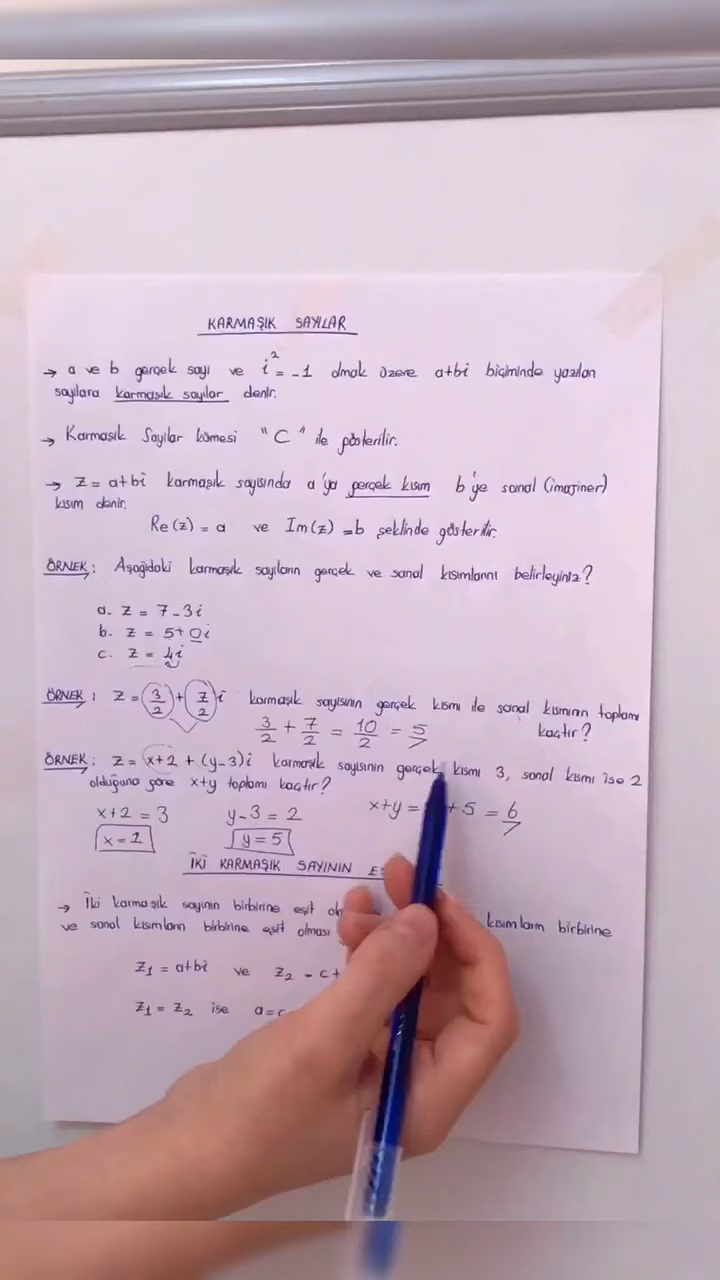 KARMAŞIK SAYILAR
→ a ve b gerçek sayı ve i² = -1 olmak üzere a+bi biçiminde yazılan
sayılara karmaşık sayılar denir.
→ Karmaşık Sayılar kümesi "C" ile gösterilir.
→ z = a+bi karmaşık sayısında a'ya gerçek kısım b'ye sanal (imajiner)
kısım denir.
Re(z) = a ve Im(z) = b şeklinde gösterilir.
ÖRNEK: Aşağıdaki karmaşık sayıların gerçek ve sanal kısımlarını belirleyiniz?
a. z = 7-3i
b. z = 5+0i
c. z = 4i
ÖRNEK: z = 3/2 + 7/2 i karmaşık sayısının gerçek kısmı ile sanal kısmının toplamı
kaçtır?
3/2 + 7/2 = 10/2 = 5
ÖRNEK: z = x+2 + (y-3)i karmaşık sayısının gerçek kısmı 3, sanal kısmı ise 2
olduğuna göre x+y toplamı kaçtır?
x+2 = 3 y-3 = 2 x+y = +5 = 6
x = 1 y = 5
İKİ KARMAŞIK SAYININ
→ İki karmaşık sayının birbirine eşit kısımların birbirine
ve sanal kısımların birbirine eşit olması
z₁ = a+bi ve z₂ = c+
z₁ = z₂ ise a=c